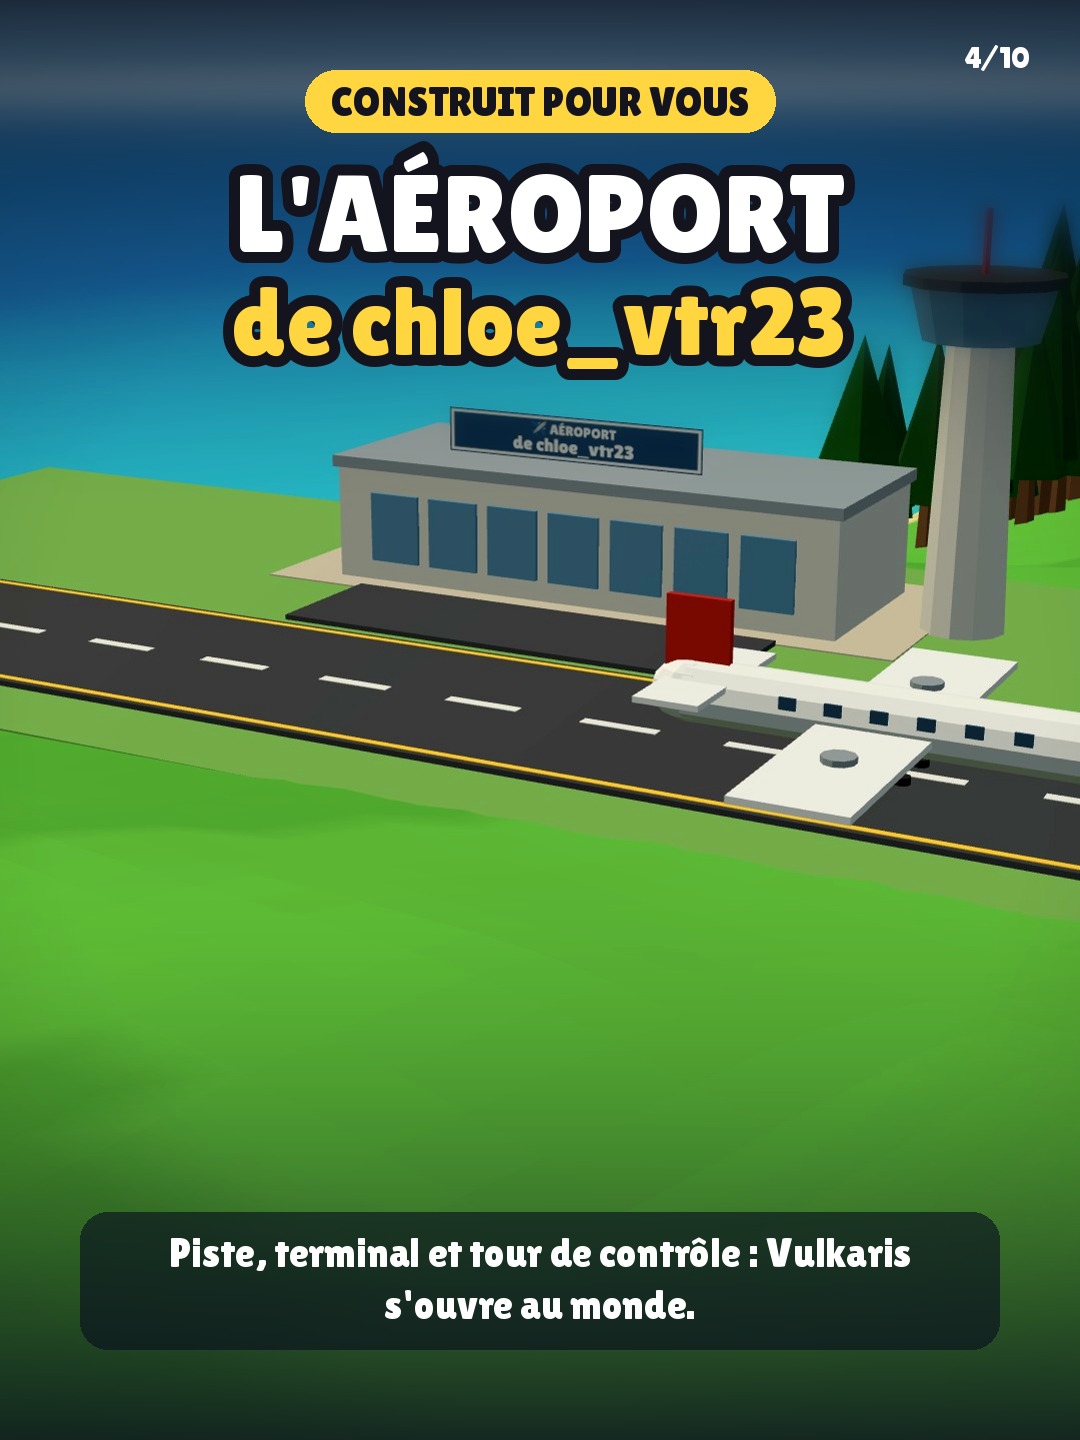 4/10
CONSTRUIT POUR VOUS
L'AÉROPORT
de chloe_vtr23
AÉROPORT
de chloe_vtr23
Piste, terminal et tour de contrôle : Vulkaris
s'ouvre au monde.